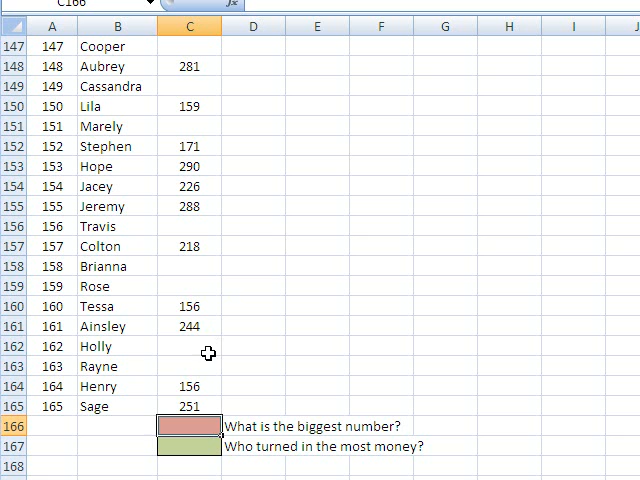 C166 fx
A B C D E F G H I J
147 147 Cooper
148 148 Aubrey 281
149 149 Cassandra
150 150 Lila 159
151 151 Marely
152 152 Stephen 171
153 153 Hope 290
154 154 Jacey 226
155 155 Jeremy 288
156 156 Travis
157 157 Colton 218
158 158 Brianna
159 159 Rose
160 160 Tessa 156
161 161 Ainsley 244
162 162 Holly
163 163 Rayne
164 164 Henry 156
165 165 Sage 251
166 What is the biggest number?
167 Who turned in the most money?
168